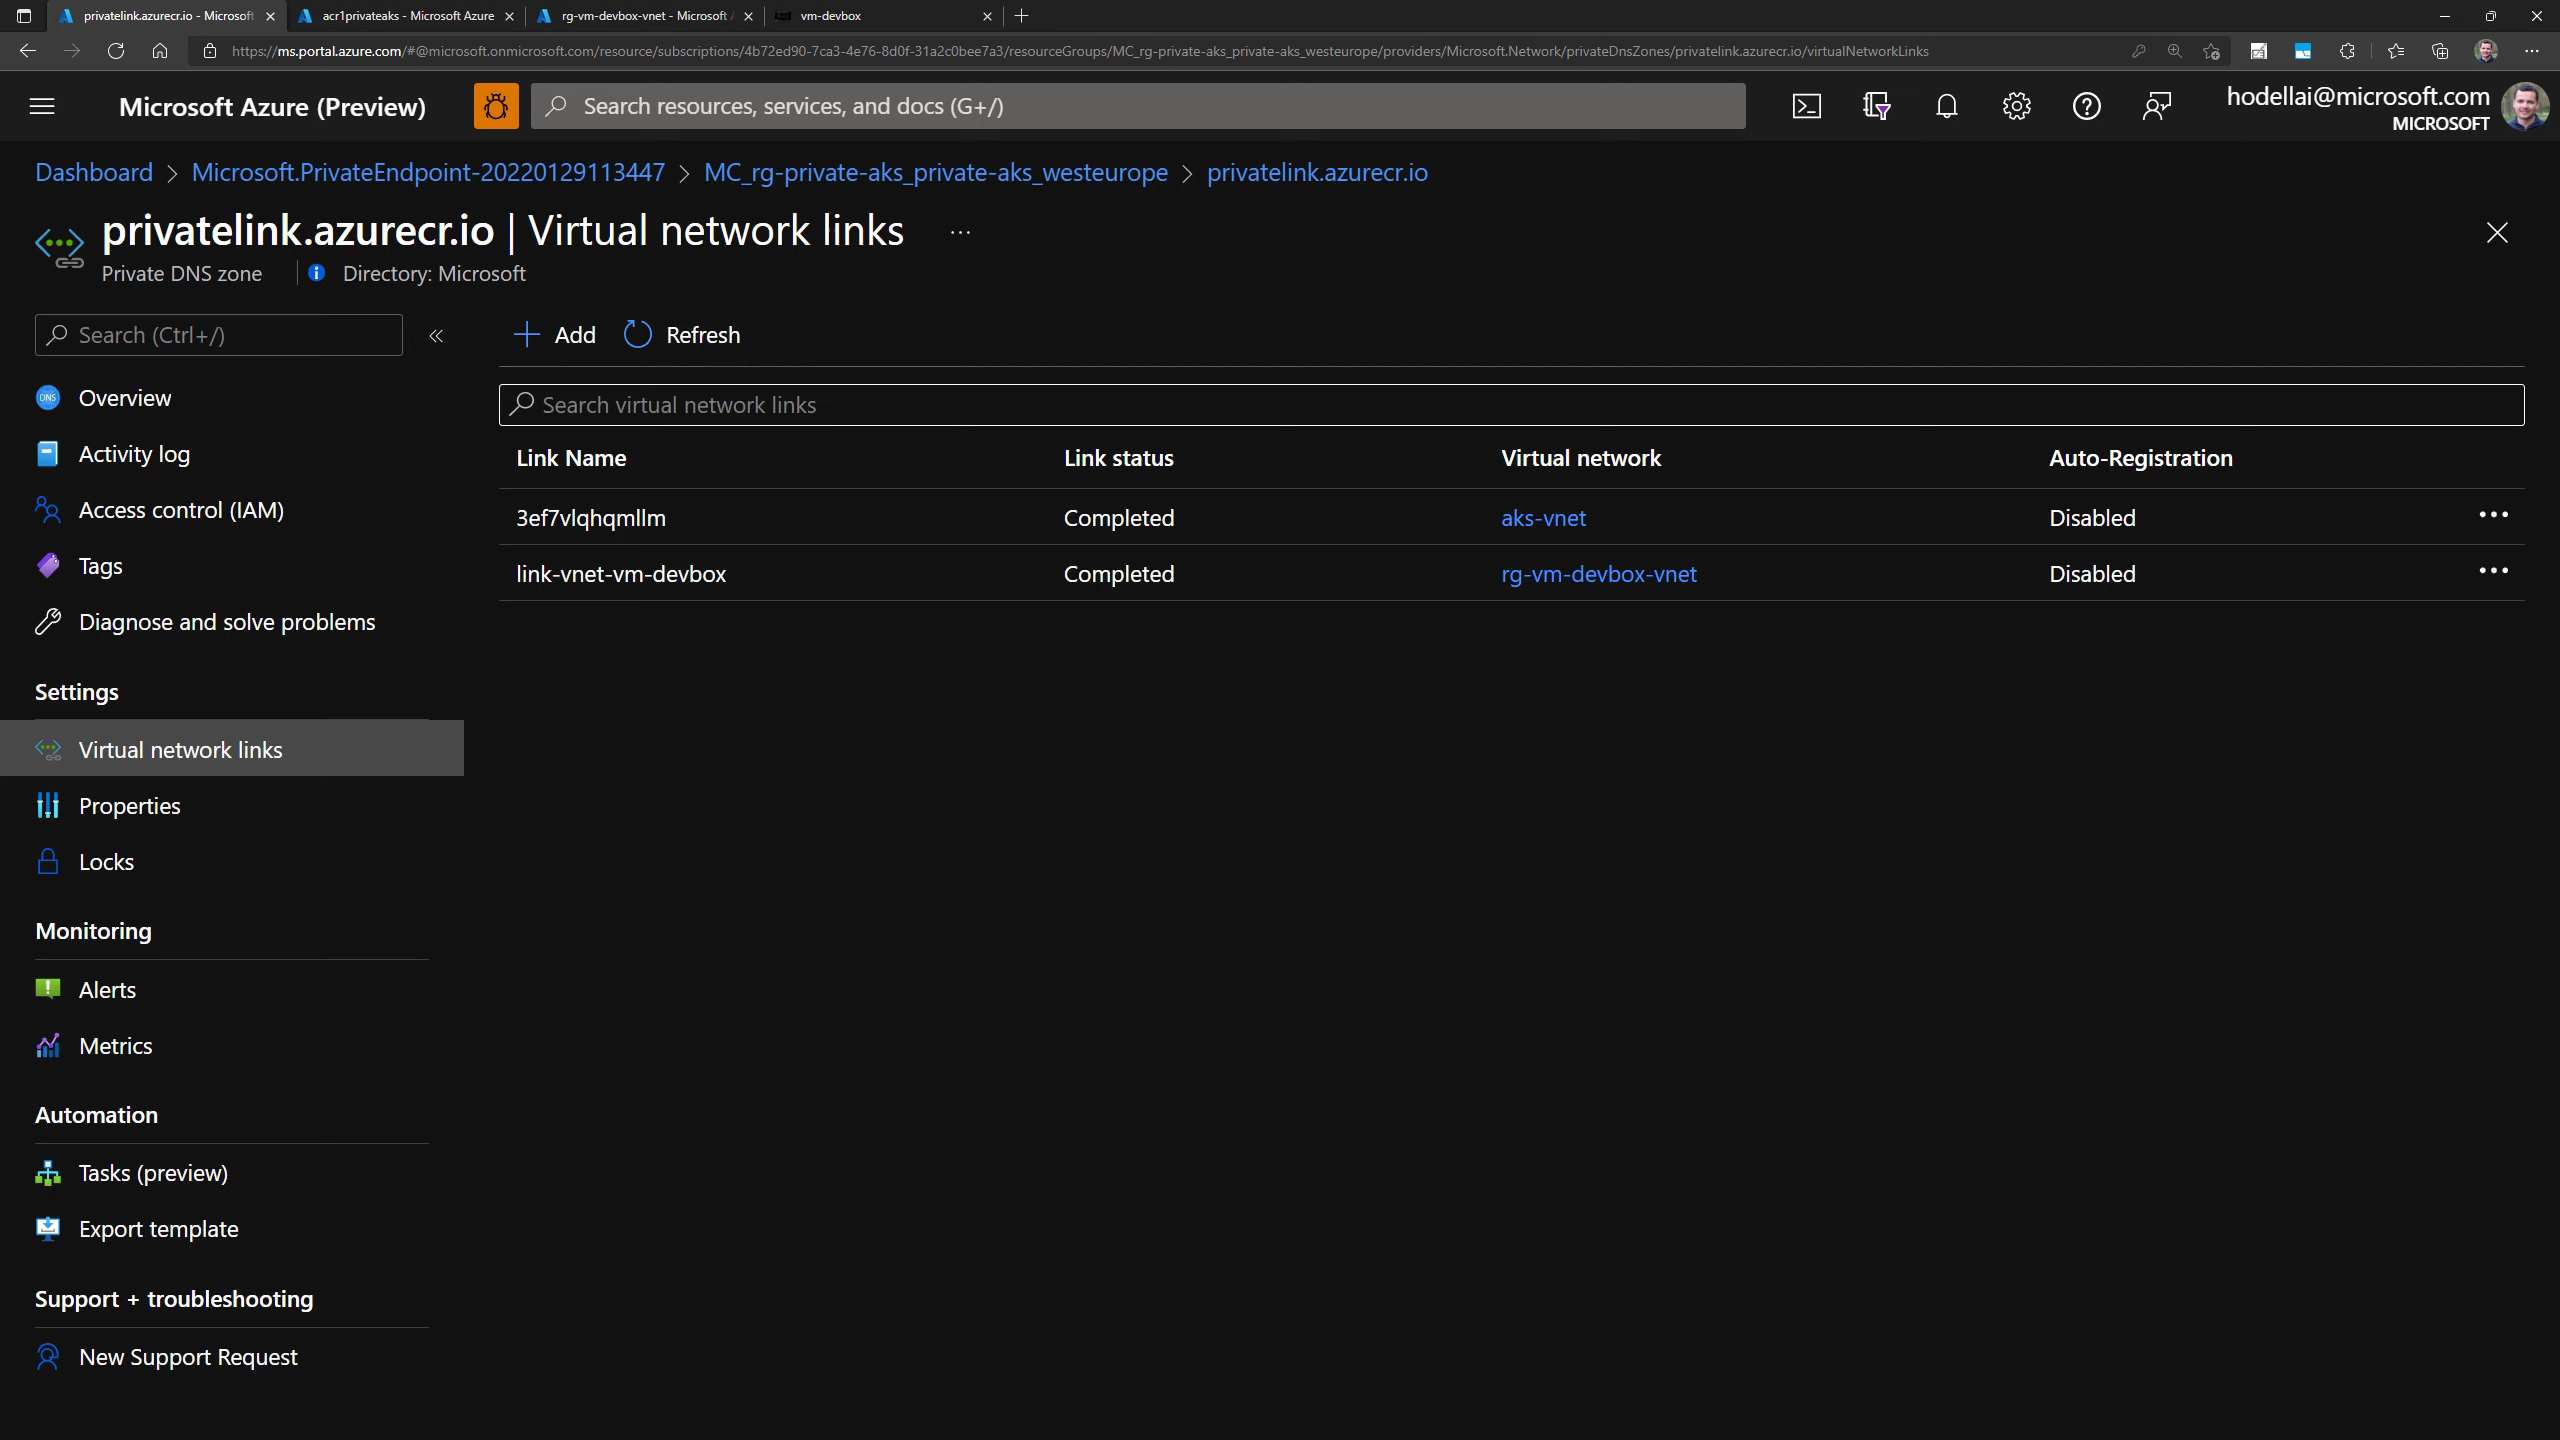 privatelink.azurecr.io - Microsoft
acr1privateaks - Microsoft Azure
rg-vm-devbox-vnet - Microsoft A
vm-devbox
https://ms.portal.azure.com/#@microsoft.onmicrosoft.com/resource/subscriptions/4b72ed90-7ca3-4e76-8d0f-31a2c0bee7a3/resourceGroups/MC_rg-private-aks_private-aks_westeurope/providers/Microsoft.Network/privateDnsZones/privatelink.azurecr.io/virtualNetworkLinks
Microsoft Azure (Preview)
Search resources, services, and docs (G+/)
hodellai@microsoft.com
MICROSOFT
Dashboard > Microsoft.PrivateEndpoint-20220129113447 > MC_rg-private-aks_private-aks_westeurope > privatelink.azurecr.io
privatelink.azurecr.io | Virtual network links ...
Private DNS zone
Directory: Microsoft
Search (Ctrl+/)
«
Overview
Activity log
Access control (IAM)
Tags
Diagnose and solve problems
Settings
Virtual network links
Properties
Locks
Monitoring
Alerts
Metrics
Automation
Tasks (preview)
Export template
Support + troubleshooting
New Support Request
Add
Refresh
Search virtual network links
Link Name Link status Virtual network Auto-Registration
3ef7vlqhqmllm Completed aks-vnet Disabled
link-vnet-vm-devbox Completed rg-vm-devbox-vnet Disabled